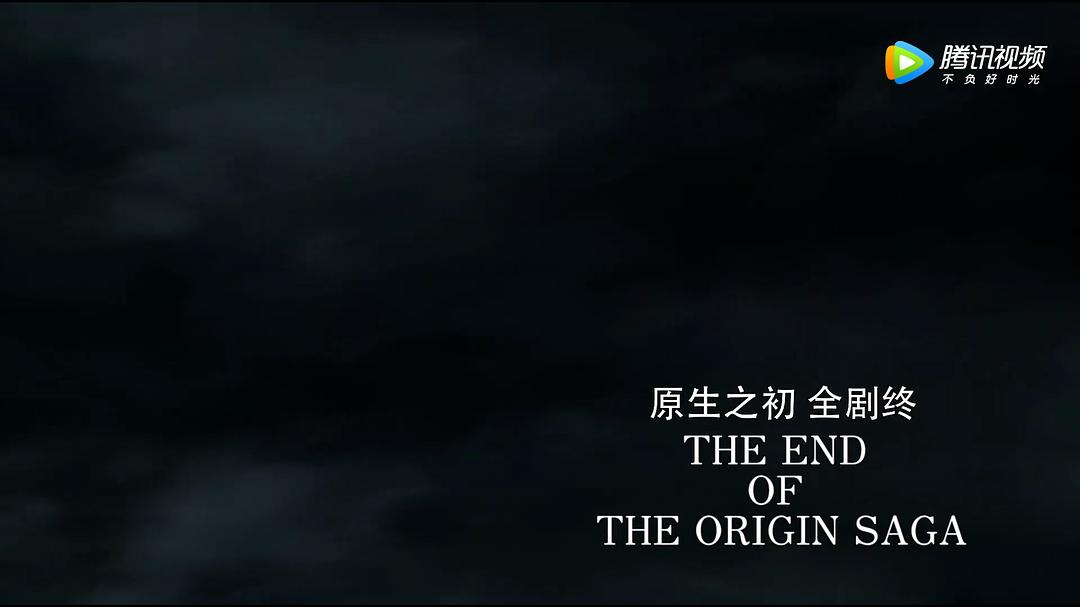 腾讯视频
不负好时光
原生之初 全剧终
THE END
OF
THE ORIGIN SAGA